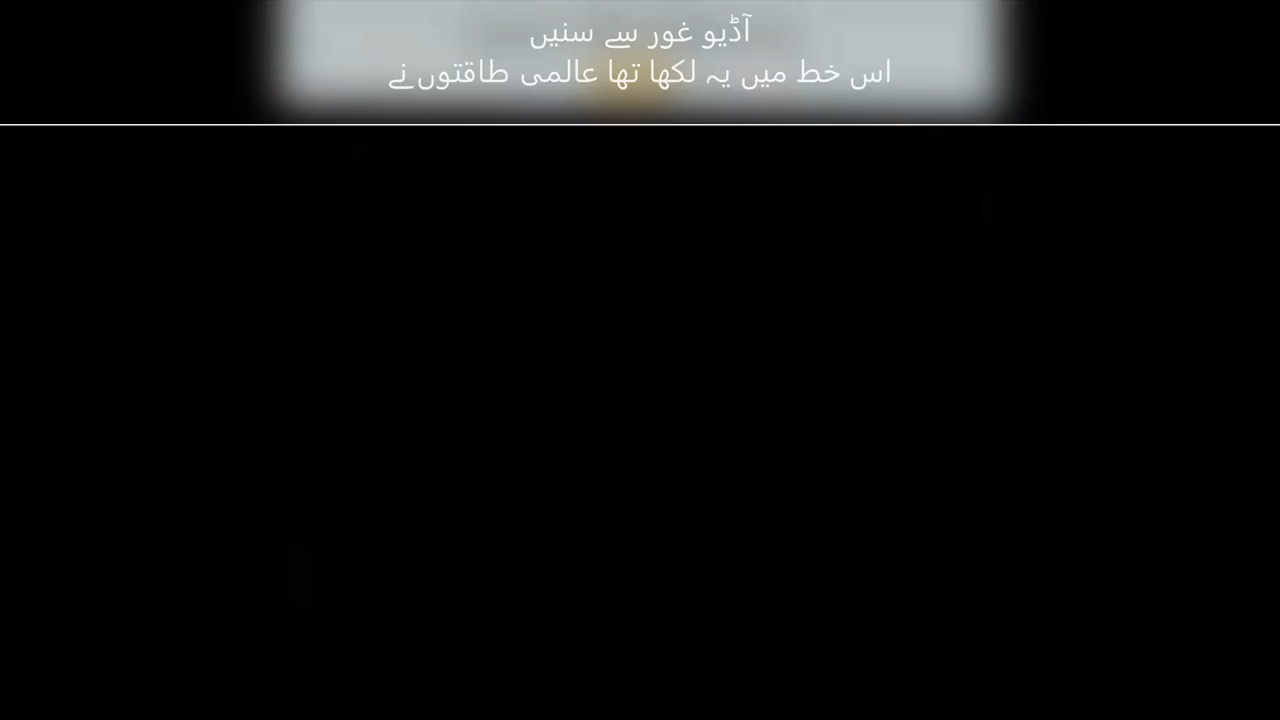 آڈیو غور سے سنیں
اس خط میں یہ لکھا تھا عالمی طاقتوں نے